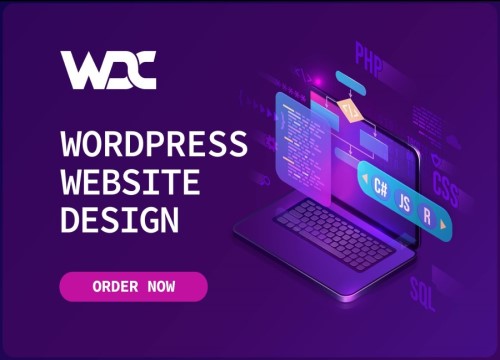 WDC
WORDPRESS
WEBSITE
DESIGN
ORDER NOW
PHP
CSS
C# JS R
SQL